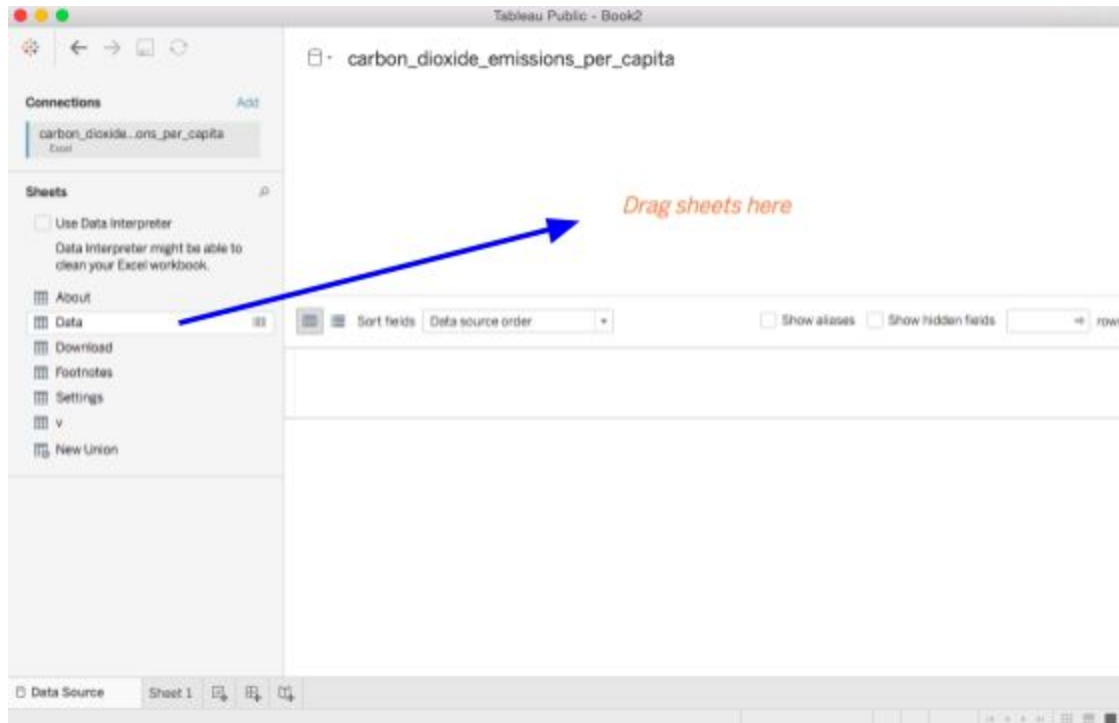 Tableau Public - Book2
carbon_dioxide_emissions_per_capita
Connections Add
carbon_dioxide...ons_per_capita
Excel
Sheets
Use Data Interpreter
Data Interpreter might be able to
clean your Excel workbook.
Drag sheets here
About
Data
Download
Footnotes
Settings
v
New Union
Sort fields Data source order
Show aliases Show hidden fields rows
Data Source Sheet 1